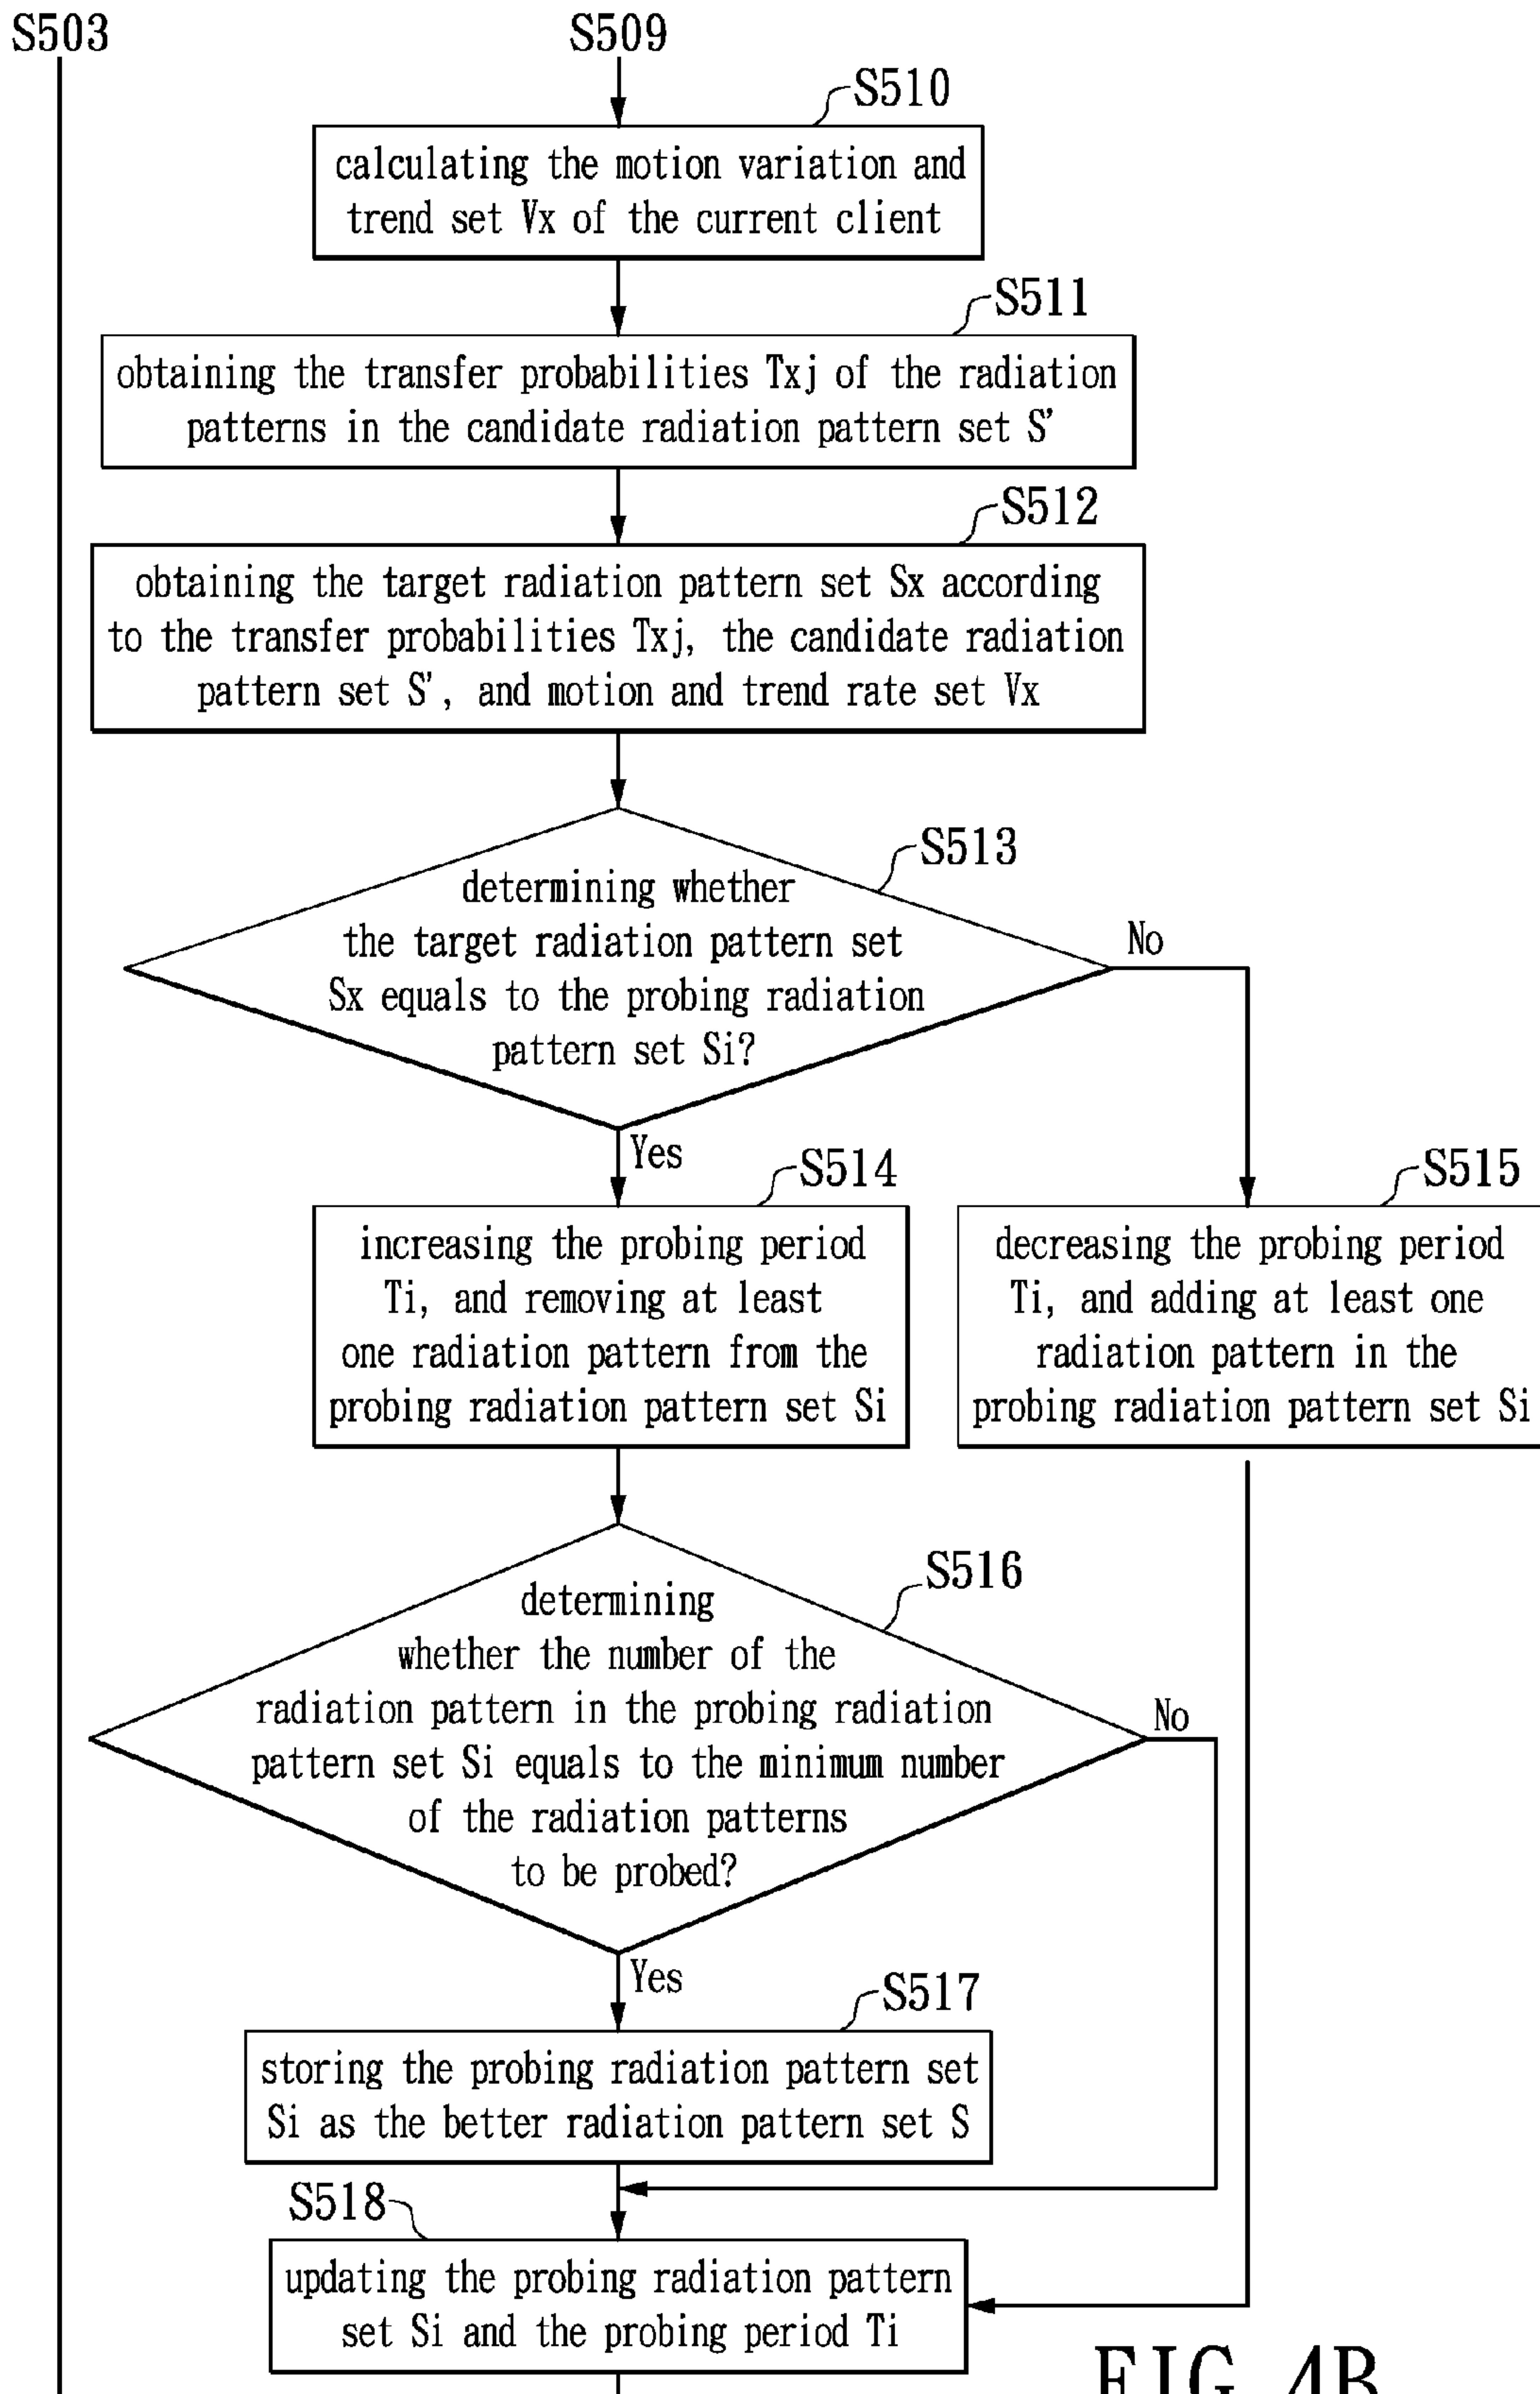 S503
S509
S510
calculating the motion variation and
trend set Vx of the current client
S511
obtaining the transfer probabilities Txj of the radiation
patterns in the candidate radiation pattern set S'
S512
obtaining the target radiation pattern set Sx according
to the transfer probabilities Txj, the candidate radiation
pattern set S', and motion and trend rate set Vx
S513
determining whether
the target radiation pattern set
Sx equals to the probing radiation
pattern set Si?
No
Yes
S514
increasing the probing period
Ti, and removing at least
one radiation pattern from the
probing radiation pattern set Si
S515
decreasing the probing period
Ti, and adding at least one
radiation pattern in the
probing radiation pattern set Si
S516
determining
whether the number of the
radiation pattern in the probing radiation
pattern set Si equals to the minimum number
of the radiation patterns
to be probed?
No
Yes
S517
storing the probing radiation pattern set
Si as the better radiation pattern set S
S518
updating the probing radiation pattern
set Si and the probing period Ti
FIG. 4B